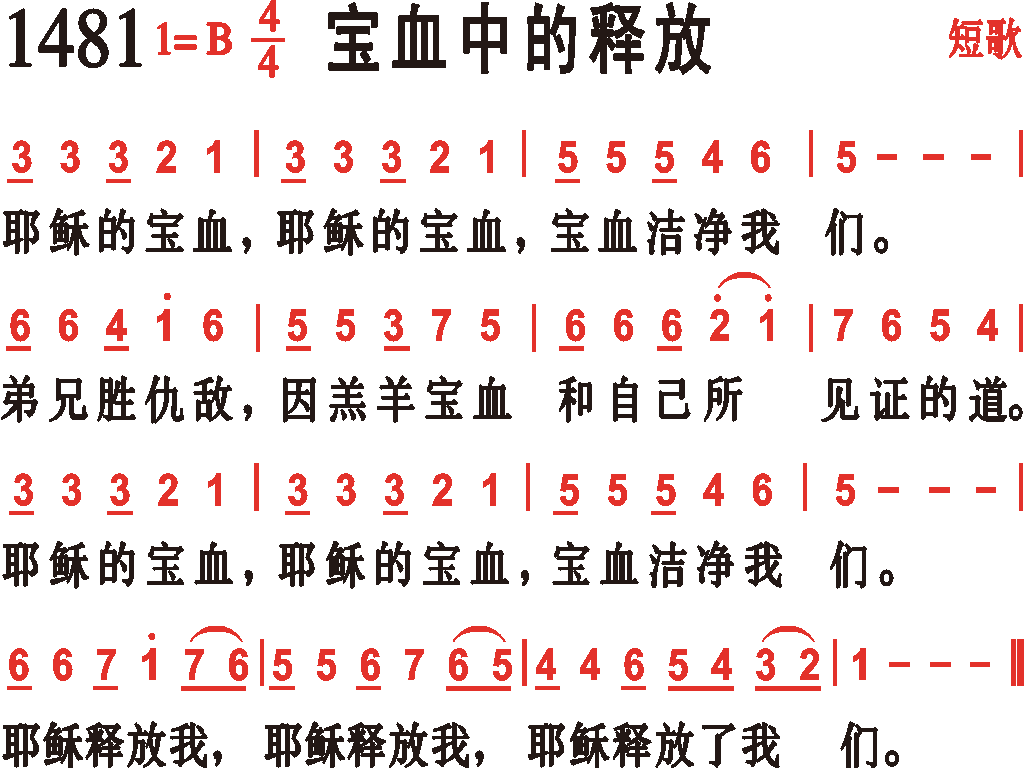 1481 1=B 4/4 宝血中的释放 短歌
3 3 3 2 1 | 3 3 3 2 1 | 5 5 5 4 6 | 5 - - - |
耶稣的宝血，耶稣的宝血，宝血洁净我 们。
6 6 4 1 6 | 5 5 3 7 5 | 6 6 6 2 1 | 7 6 5 4 |
弟兄胜仇敌，因羔羊宝血 和自己所 见证的道。
3 3 3 2 1 | 3 3 3 2 1 | 5 5 5 4 6 | 5 - - - |
耶稣的宝血，耶稣的宝血，宝血洁净我 们。
6 6 7 1 7 6 | 5 5 6 7 6 5 | 4 4 6 5 4 3 2 | 1 - - - ||
耶稣释放我， 耶稣释放我， 耶稣释放了我 们。